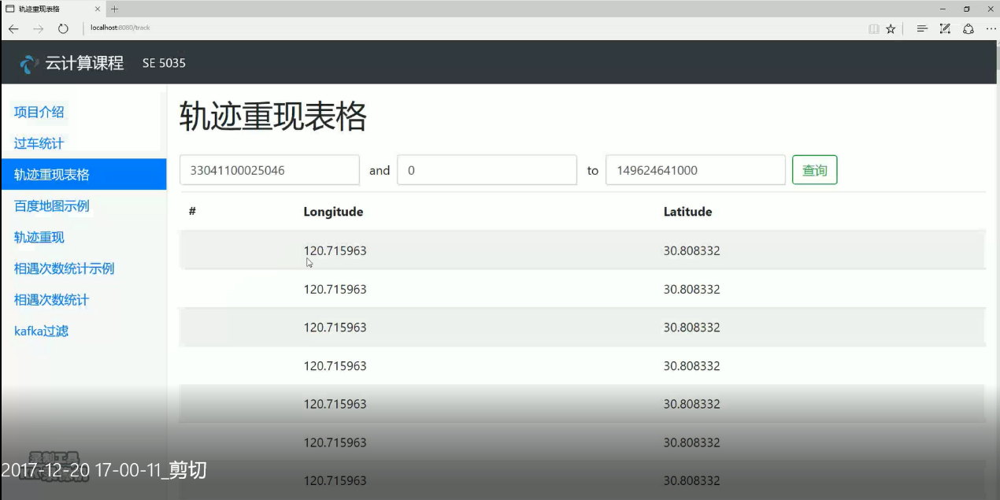 轨迹重现表格
localhost:8080/track
云计算课程 SE 5035
项目介绍
过车统计
轨迹重现表格
百度地图示例
轨迹重现
相遇次数统计示例
相遇次数统计
kafka过滤
轨迹重现表格
33041100025046 and 0 to 149624641000 查询
# Longitude Latitude
120.715963 30.808332
120.715963 30.808332
120.715963 30.808332
120.715963 30.808332
120.715963 30.808332
120.715963 30.808332
120.715963 30.808332
录制工具
2017-12-20 17-00-11_剪切